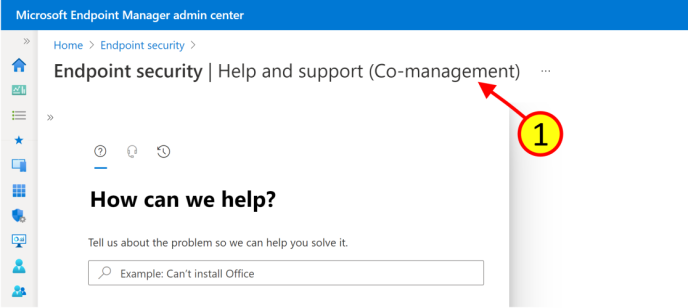 Microsoft Endpoint Manager admin center
Home > Endpoint security >
Endpoint security | Help and support (Co-management) ...
1
How can we help?
Tell us about the problem so we can help you solve it.
Example: Can't install Office